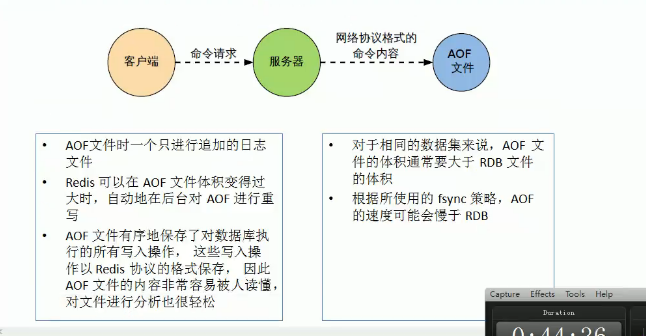 客户端
命令请求
服务器
网络协议格式的
命令内容
AOF
文件
• AOF文件时一个只进行追加的日志
文件
• Redis 可以在 AOF 文件体积变得过
大时，自动地在后台对 AOF 进行重
写
• AOF 文件有序地保存了对数据库执
行的所有写入操作， 这些写入操
作以 Redis 协议的格式保存， 因此
AOF 文件的内容非常容易被人读懂，
对文件进行分析也很轻松
• 对于相同的数据集来说，AOF 文
件的体积通常要大于 RDB 文件
的体积
• 根据所使用的 fsync 策略，AOF
的速度可能会慢于 RDB
Capture Effects Tools Help
Duration
0:44:26